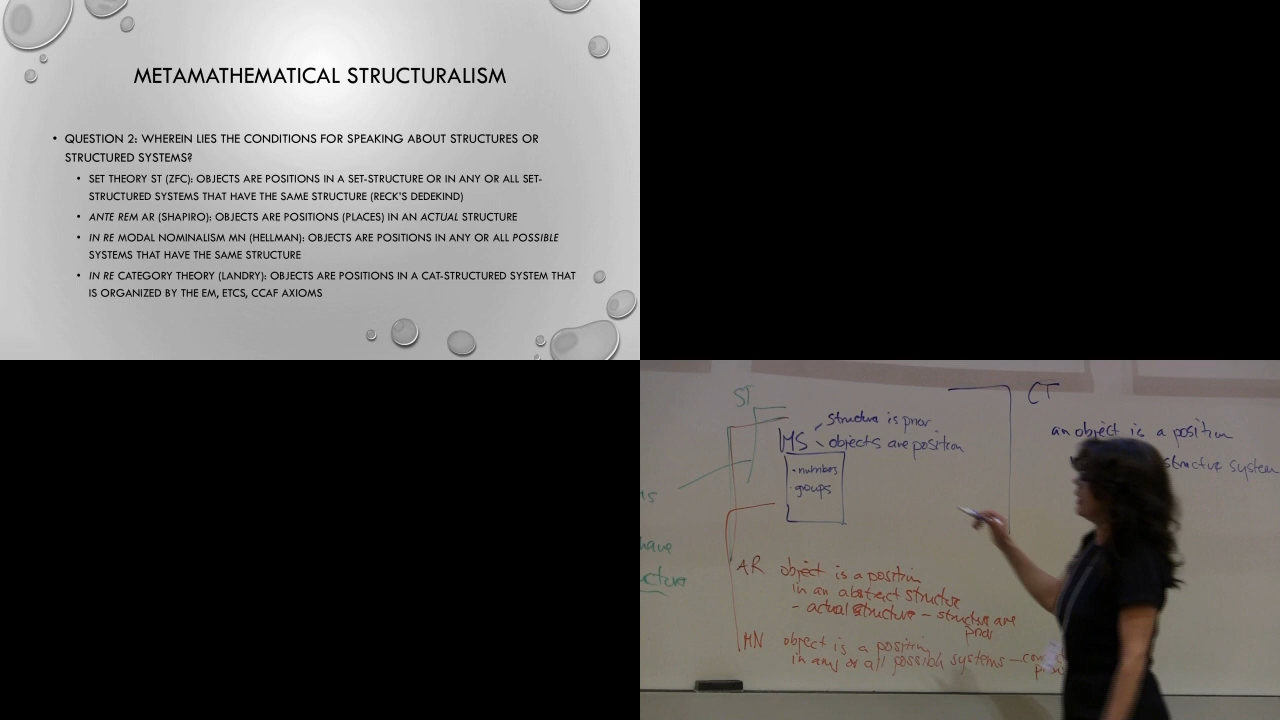 METAMATHEMATICAL STRUCTURALISM
• QUESTION 2: WHEREIN LIES THE CONDITIONS FOR SPEAKING ABOUT STRUCTURES OR
STRUCTURED SYSTEMS?
• SET THEORY ST (ZFC): OBJECTS ARE POSITIONS IN A SET-STRUCTURE OR IN ANY OR ALL SET-
STRUCTURED SYSTEMS THAT HAVE THE SAME STRUCTURE (RECK'S DEDEKIND)
• ANTE REM AR (SHAPIRO): OBJECTS ARE POSITIONS (PLACES) IN AN ACTUAL STRUCTURE
• IN RE MODAL NOMINALISM MN (HELLMAN): OBJECTS ARE POSITIONS IN ANY OR ALL POSSIBLE
SYSTEMS THAT HAVE THE SAME STRUCTURE
• IN RE CATEGORY THEORY (LANDRY): OBJECTS ARE POSITIONS IN A CAT-STRUCTURED SYSTEM THAT
IS ORGANIZED BY THE EM, ETCS, CCAF AXIOMS
ST
MS
structure is prior
objects are position
• numbers
• groups
have
AR object is a position
in an abstract structure
- actual structure - structures are
prior
MN object is a position
in any or all possible systems
CT
an object is a position
system